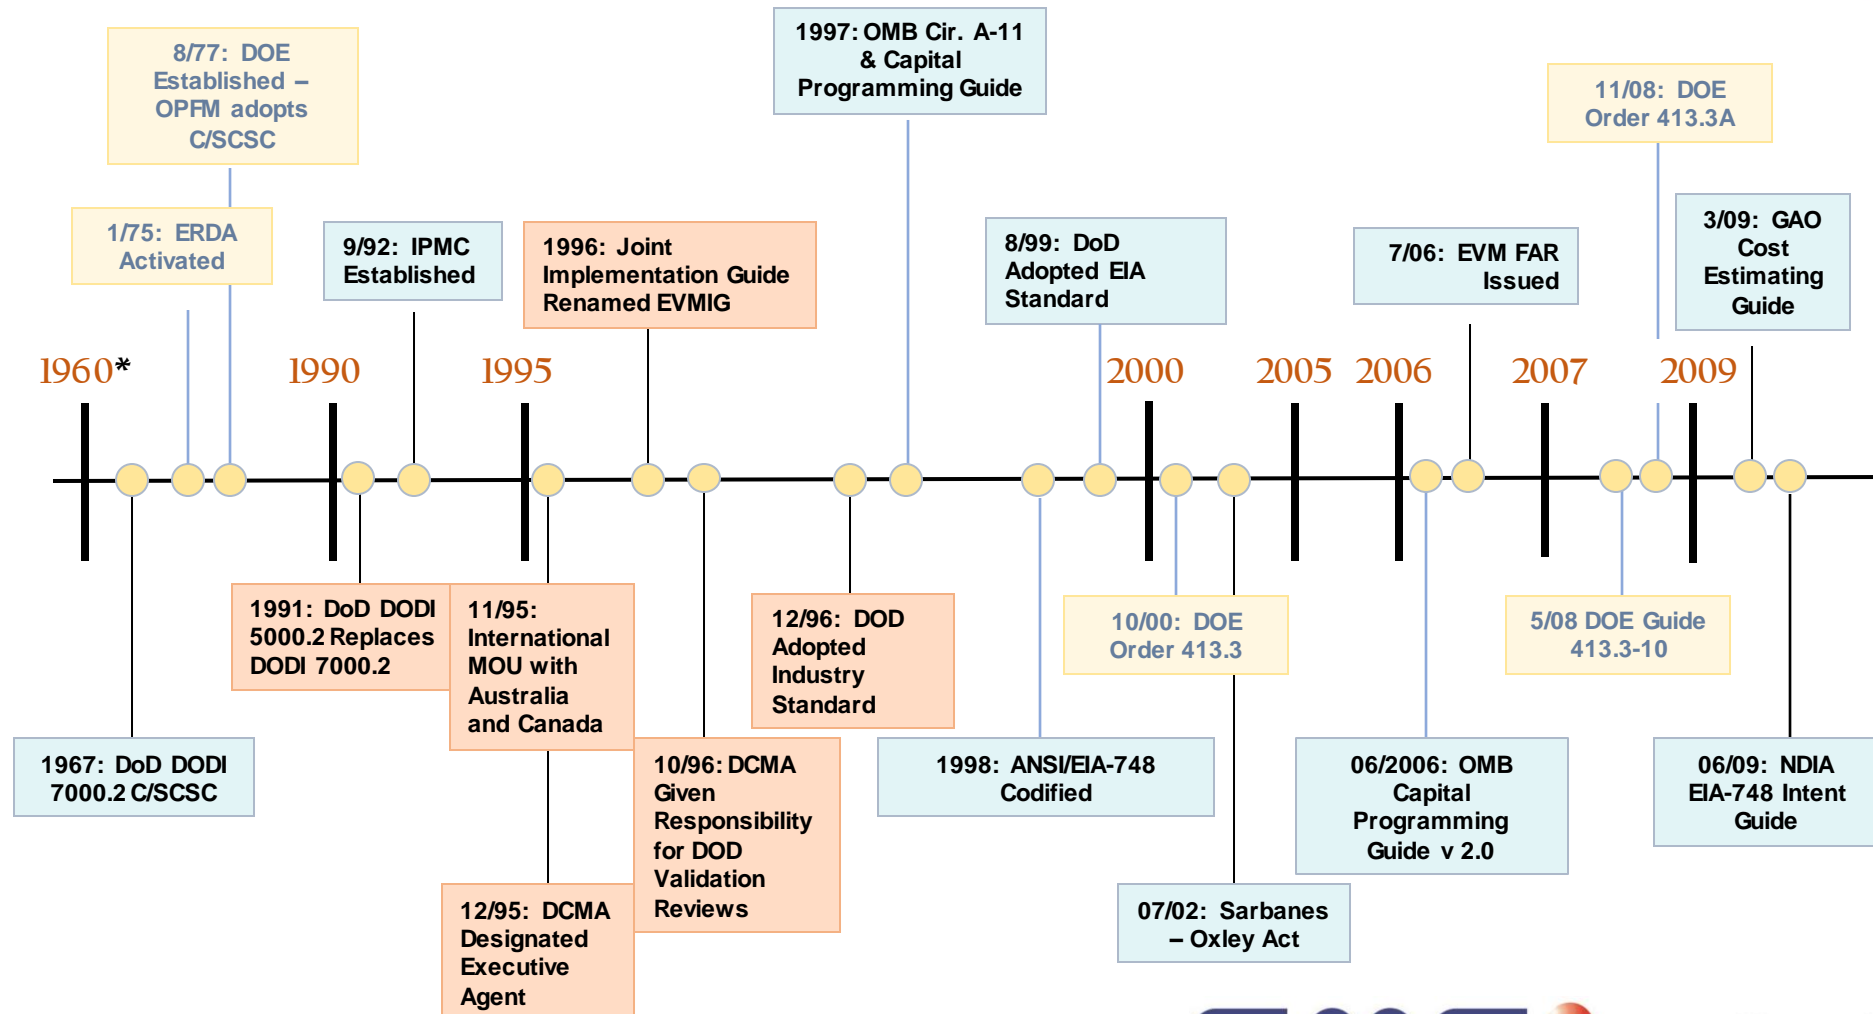 8/77: DOE
Established –
OPFM adopts
C/SCSC
1/75: ERDA
Activated
9/92: IPMC
Established
1996: Joint
Implementation Guide
Renamed EVMIG
1997: OMB Cir. A-11
& Capital
Programming Guide
8/99: DoD
Adopted EIA
Standard
7/06: EVM FAR
Issued
11/08: DOE
Order 413.3A
3/09: GAO
Cost
Estimating
Guide
1960*
1990
1995
2000
2005
2006
2007
2009
1967: DoD DODI
7000.2 C/SCSC
1991: DoD DODI
5000.2 Replaces
DODI 7000.2
11/95:
International
MOU with
Australia
and Canada
12/95: DCMA
Designated
Executive
Agent
10/96: DCMA
Given
Responsibility
for DOD
Validation
Reviews
12/96: DOD
Adopted
Industry
Standard
1998: ANSI/EIA-748
Codified
10/00: DOE
Order 413.3
07/02: Sarbanes
– Oxley Act
06/2006: OMB
Capital
Programming
Guide v 2.0
5/08 DOE Guide
413.3-10
06/09: NDIA
EIA-748 Intent
Guide